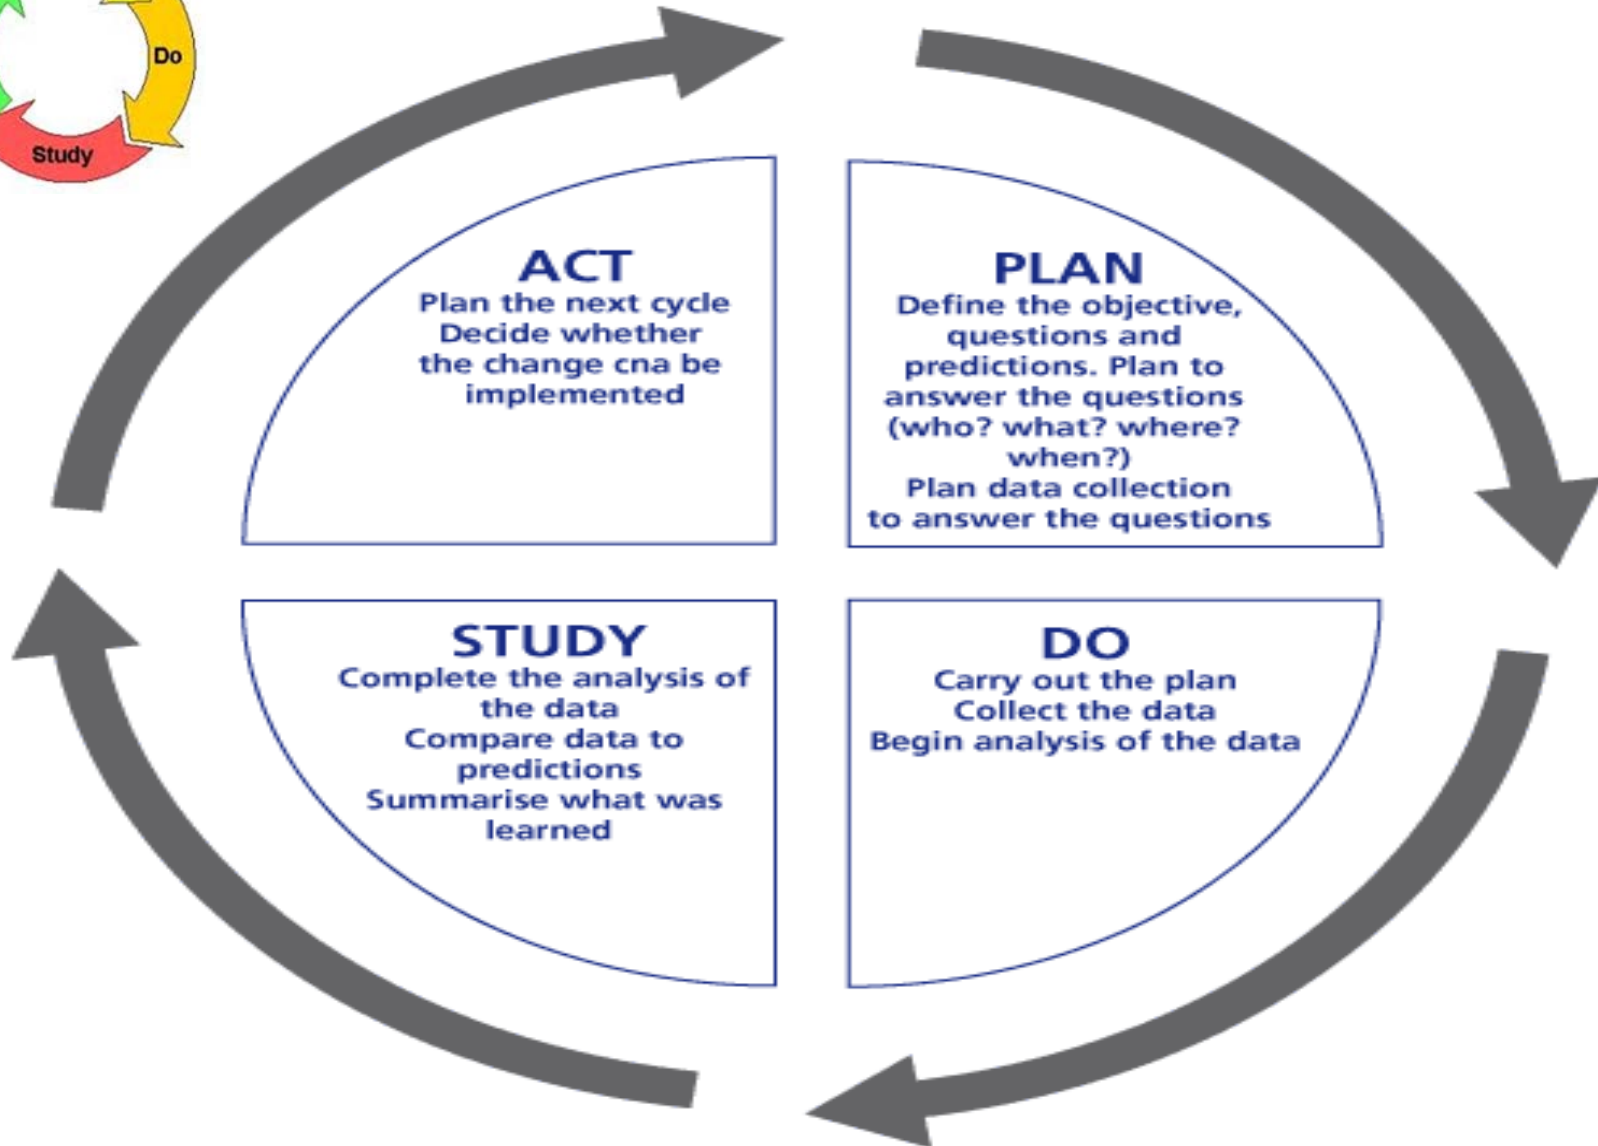 Do
Study
ACT
Plan the next cycle
Decide whether
the change cna be
implemented
PLAN
Define the objective,
questions and
predictions. Plan to
answer the questions
(who? what? where?
when?)
Plan data collection
to answer the questions
STUDY
Complete the analysis of
the data
Compare data to
predictions
Summarise what was
learned
DO
Carry out the plan
Collect the data
Begin analysis of the data